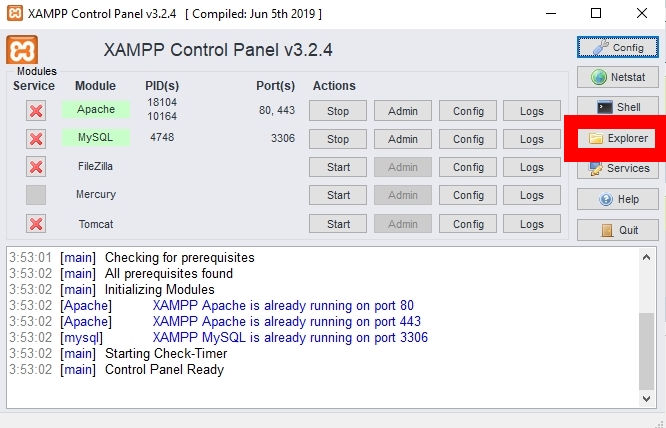 XAMPP Control Panel v3.2.4 [ Compiled: Jun 5th 2019 ]
XAMPP Control Panel v3.2.4
Config
Modules
Service Module PID(s) Port(s) Actions
Netstat
Apache 18104 10164 80, 443 Stop Admin Config Logs
Shell
MySQL 4748 3306 Stop Admin Config Logs
Explorer
FileZilla Start Admin Config Logs
Services
Mercury Start Admin Config Logs
Help
Tomcat Start Admin Config Logs
Quit
3:53:01 [main] Checking for prerequisites
3:53:02 [main] All prerequisites found
3:53:02 [main] Initializing Modules
3:53:02 [Apache] XAMPP Apache is already running on port 80
3:53:02 [Apache] XAMPP Apache is already running on port 443
3:53:02 [mysql] XAMPP MySQL is already running on port 3306
3:53:02 [main] Starting Check-Timer
3:53:02 [main] Control Panel Ready